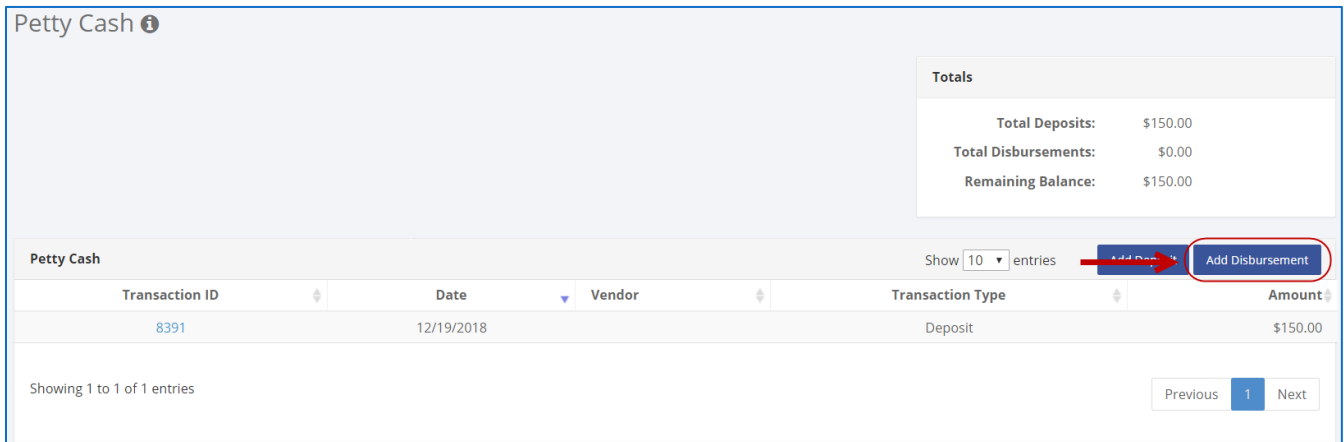 Petty Cash
Totals
Total Deposits: $150.00
Total Disbursements: $0.00
Remaining Balance: $150.00
Petty Cash Show 10 entries Add Deposit Add Disbursement
Transaction ID Date Vendor Transaction Type Amount
8391 12/19/2018 Deposit $150.00
Showing 1 to 1 of 1 entries Previous 1 Next